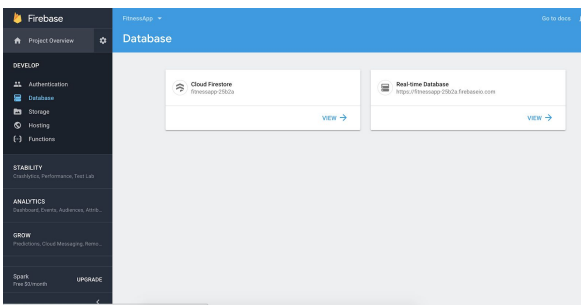 Firebase
Project Overview
DEVELOP
Authentication
Database
Storage
Hosting
Functions
STABILITY
Crashlytics, Performance, Test Lab
ANALYTICS
Dashboard, Events, Audiences, Attrib...
GROW
Predictions, Cloud Messaging, Remo...
Spark
Free $0/month
UPGRADE
FitnessApp
Go to docs
Database
Cloud Firestore
fitnessapp-25b2a
VIEW →
Real-time Database
https://fitnessapp-25b2a.firebaseio.com
VIEW →